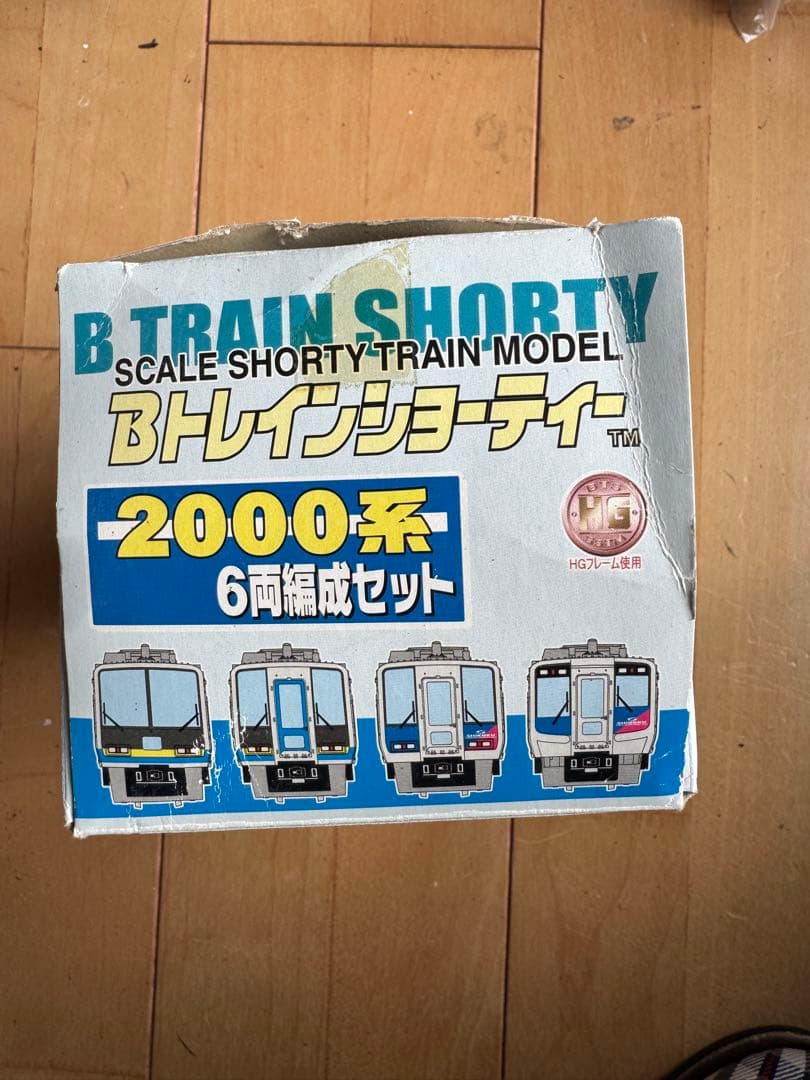 B TRAIN SHORTY
SCALE SHORTY TRAIN MODEL
Bトレインショーティー TM
2000系
6両編成セット
HG
HGフレーム使用